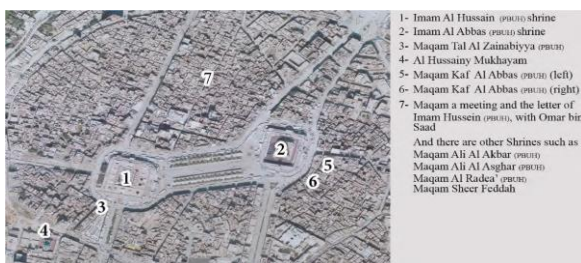 1- Imam Al Hussain (PBUH) shrine
2- Imam Al Abbas (PBUH) shrine
3- Maqam Tal Al Zainabiyya (PBUH)
4- Al Hussainy Mukhayam
5- Maqam Kaf Al Abbas (PBUH) (left)
6- Maqam Kaf Al Abbas (PBUH) (right)
7- Maqam a meeting and the letter of
Imam Hussein (PBUH), with Omar bin
Saad
And there are other Shrines such as
Maqam Ali Al Akbar (PBUH)
Maqam Ali Al Asghar (PBUH)
Maqam Al Radea' (PBUH)
Maqam Sheer Feddah
7
2
5
6
1
3
4